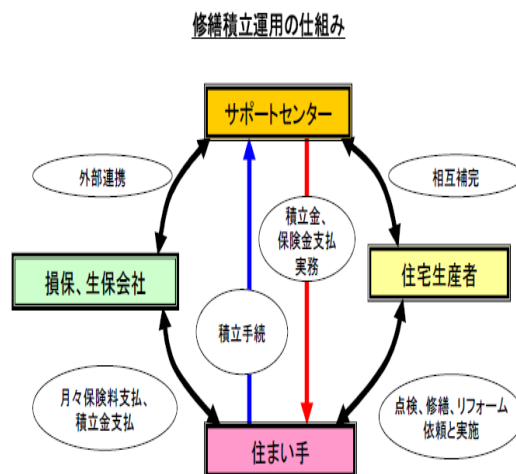 修繕積立運用の仕組み
サポートセンター
外部連携
相互補完
積立金、
保険金支払
実務
損保、生保会社
住宅生産者
積立手続
月々保険料支払、
積立金支払
点検、修繕、リフォーム
依頼と実施
住まい手